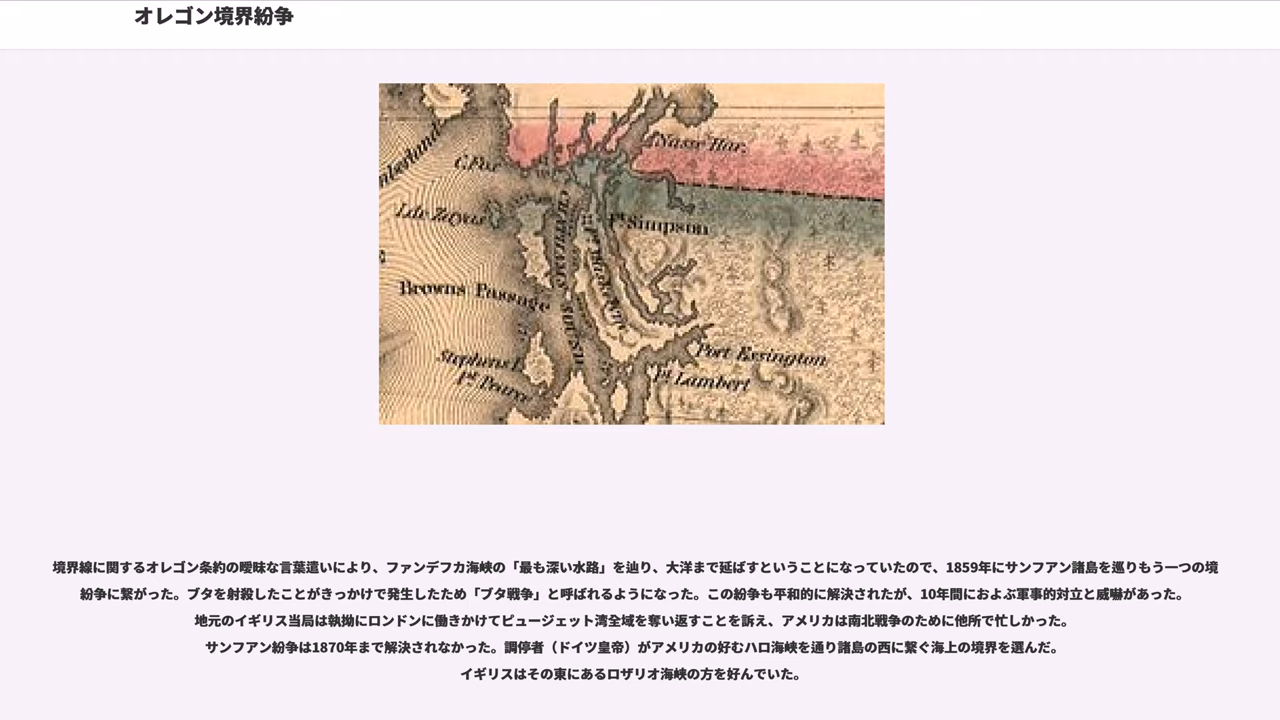 オレゴン境界紛争
Nasse Har.
Pt Simpson
Browns Passage
Stephens I.
Port Essington
Pt Lambert
境界線に関するオレゴン条約の曖昧な言葉遣いにより、ファンデフカ海峡の「最も深い水路」を辿り、大洋まで延ばすということになっていたので、1859年にサンフアン諸島を巡りもう一つの境
紛争に繋がった。ブタを射殺したことがきっかけで発生したため「ブタ戦争」と呼ばれるようになった。この紛争も平和的に解決されたが、10年間におよぶ軍事的対立と威嚇があった。
地元のイギリス当局は執拗にロンドンに働きかけてピュージェット湾全域を奪い返すことを訴え、アメリカは南北戦争のために他所で忙しかった。
サンフアン紛争は1870年まで解決されなかった。調停者（ドイツ皇帝）がアメリカの好むハロ海峡を通り諸島の西に繋ぐ海上の境界を選んだ。
イギリスはその東にあるロザリオ海峡の方を好んでいた。